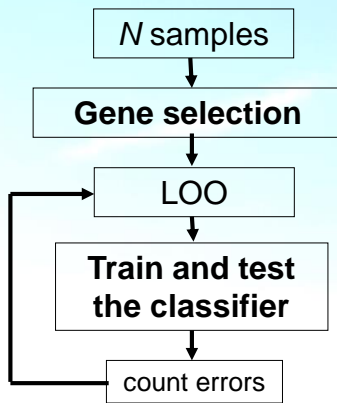 N samples
Gene selection
LOO
Train and test
the classifier
count errors